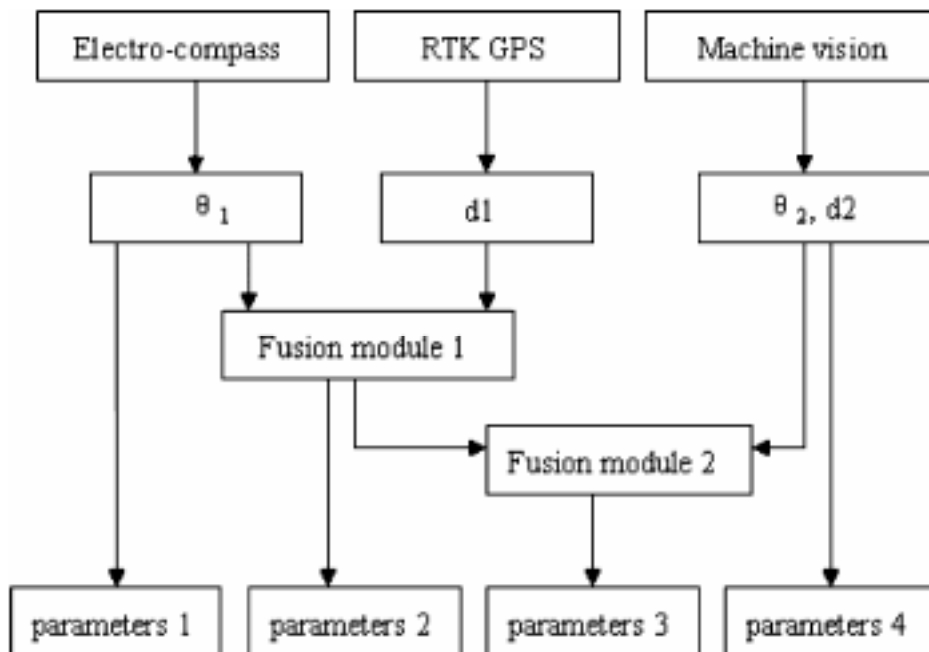 Electro-compass
RTK GPS
Machine vision
θ 1
d1
θ 2, d2
Fusion module 1
Fusion module 2
parameters 1
parameters 2
parameters 3
parameters 4